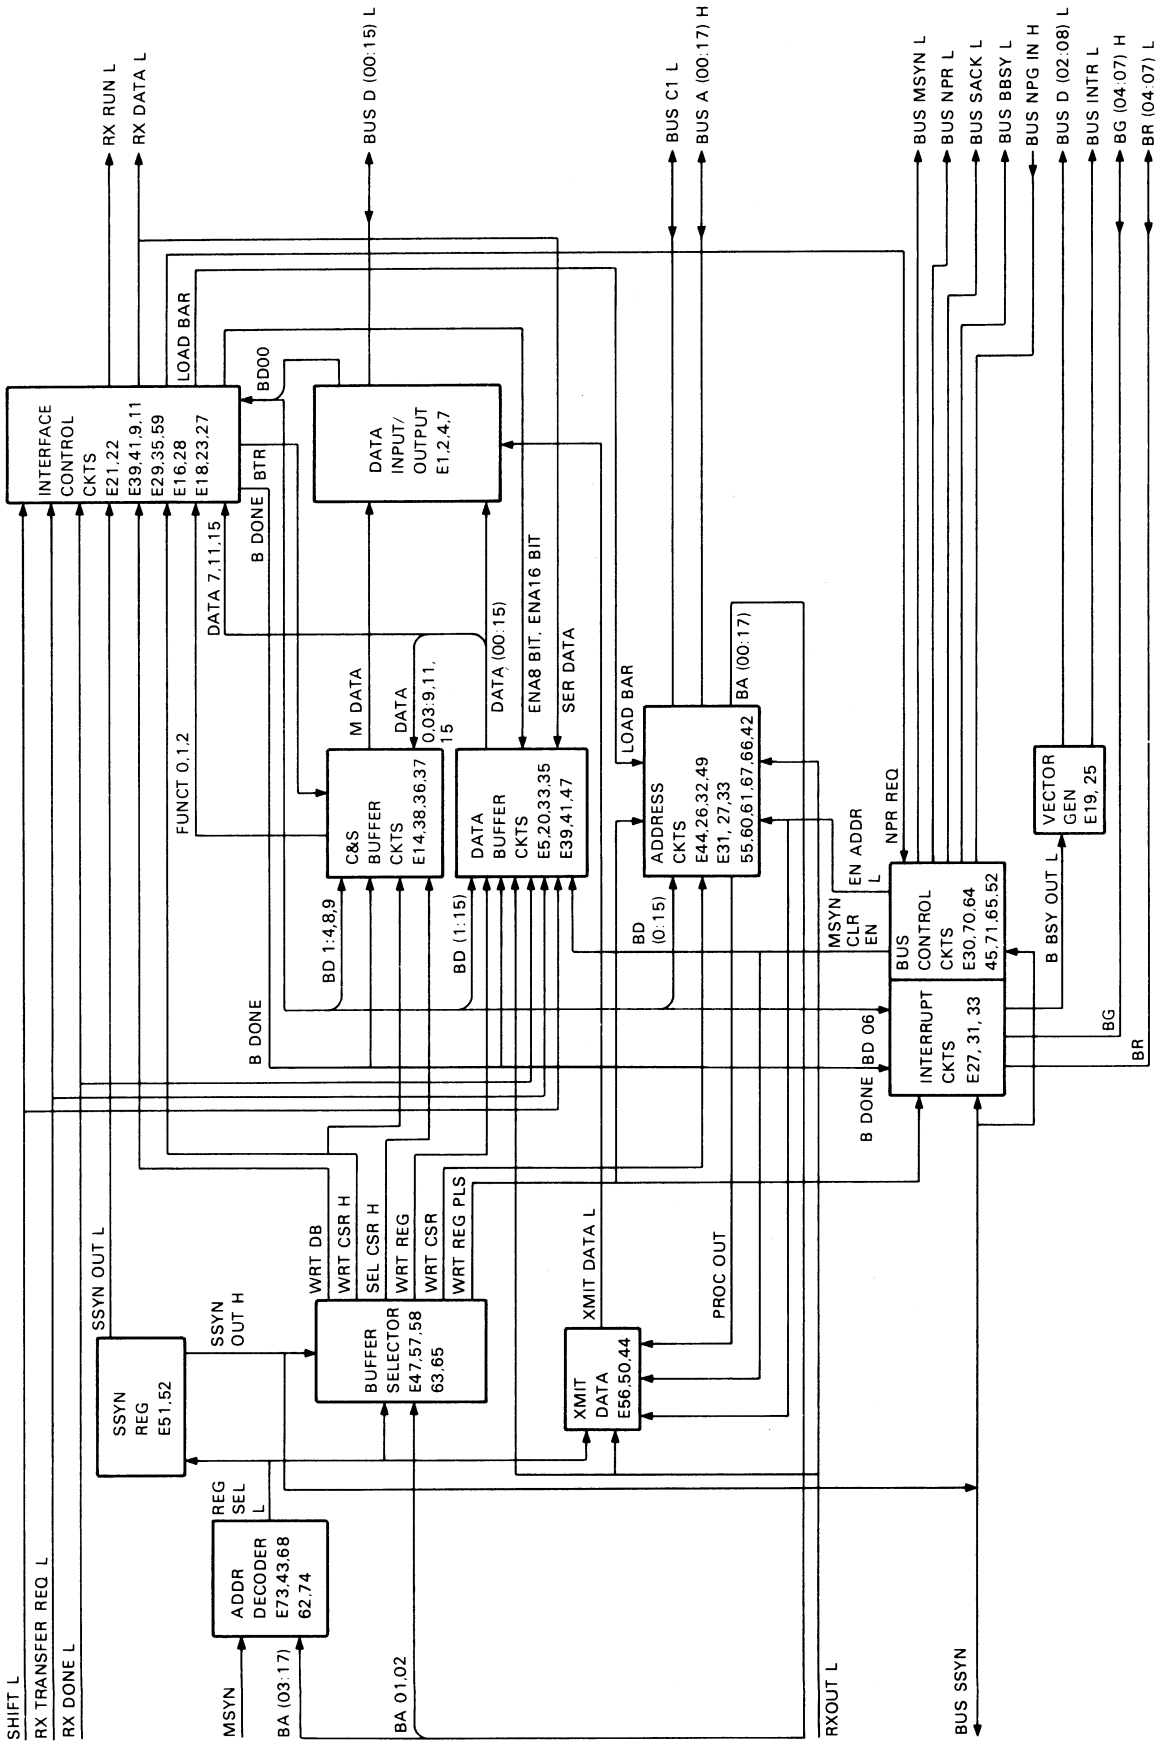 SHIFT L
RX TRANSFER REQ L
RX DONE L
MSYN
BA (03:17)
BA 01,02
RXOUT L
BUS SSYN
ADDR
DECODER
E73,43,68
62,74
REG
SEL
L
SSYN
REG
E51,52
SSYN OUT L
SSYN
OUT H
BUFFER
SELECTOR
E47,57,58
63,65
WRT DB
WRT CSR H
SEL CSR H
WRT REG
WRT CSR
WRT REG PLS
XMIT
DATA
E56,50,44
XMIT DATA L
PROC OUT
B DONE
BD 1:4,8,9
BD (1:15)
BD
(0:15)
MSYN
CLR
EN
EN ADDR
L
B DONE
BD 06
INTERRUPT
CKTS
E27, 31, 33
BUS
CONTROL
CKTS
E30,70,64
45,71,65,52
NPR REQ
B BSY OUT L
BG
BR
VECTOR
GEN
E19, 25
C&S
BUFFER
CKTS
E14,38,36,37
DATA
BUFFER
CKTS
E5,20,33,35
E39,41,47
ADDRESS
CKTS
E44,26,32,49
E31, 27,33
55,60,61,67,66,42
FUNCT 0,1,2
M DATA
DATA
0,03:9,11,
15
DATA (00:15)
ENA8 BIT, ENA16 BIT
SER DATA
LOAD BAR
BA (00:17)
DATA 7,11,15
B DONE
BTR
BD00
LOAD BAR
INTERFACE
CONTROL
CKTS
E21,22
E39,41,9,11
E29,35,59
E16,28
E18,23,27
DATA
INPUT/
OUTPUT
E1,2,4,7
RX RUN L
RX DATA L
BUS D (00:15) L
BUS C1 L
BUS A (00:17) H
BUS MSYN L
BUS NPR L
BUS SACK L
BUS BBSY L
BUS NPG IN H
BUS D (02:08) L
BUS INTR L
BG (04:07) H
BR (04:07) L